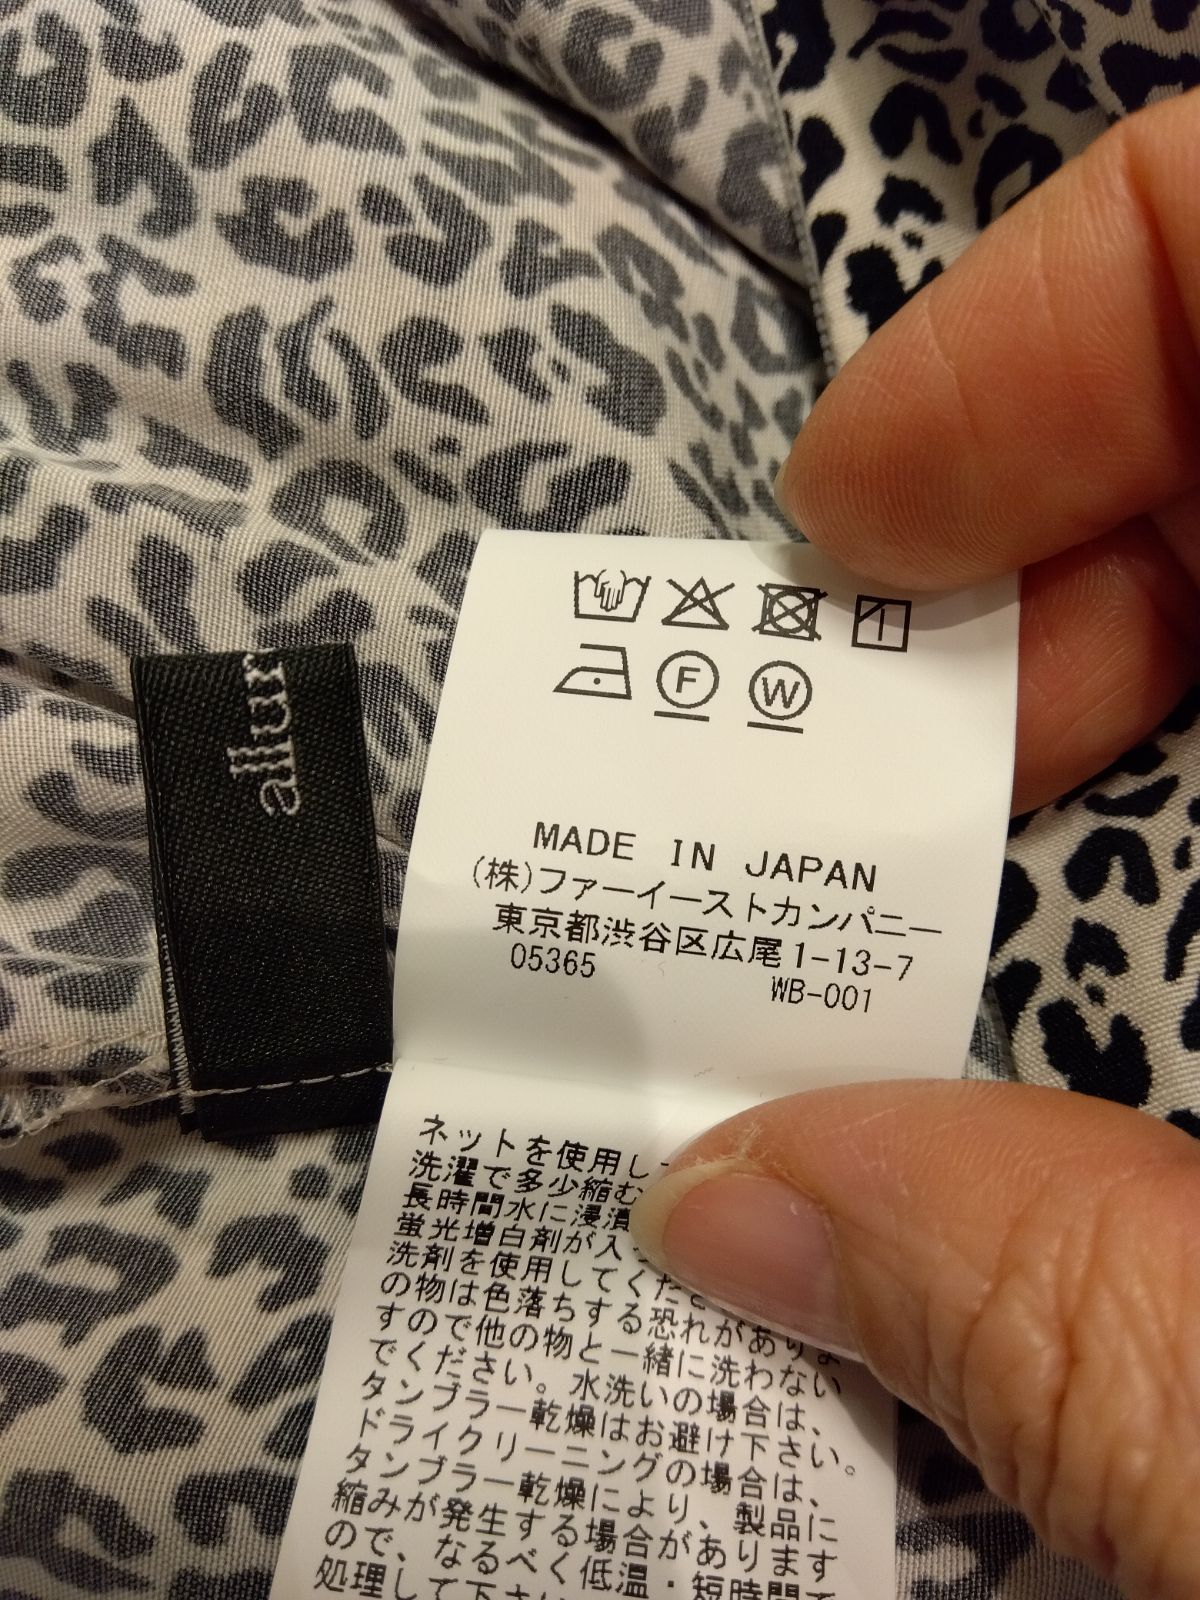 allur
F W
MADE IN JAPAN
(株)ファーイーストカンパニー
東京都渋谷区広尾1-13-7
05365 WB-001
ネットを使用し
洗濯で多少縮む
長時間水に浸漬
蛍光増白剤が入っ
洗剤を使用してくださ
の物は色落ちする恐れがありま
すので他の物と一緒に洗わない
でください。水洗いの場合は、
タンブラー乾燥はお避け下さい。
ドライクリーニングの場合は、
タンブラー乾燥により、製品に
縮みが発生する場合があります
ので、なるべく低温・短時間で
処理して下さい